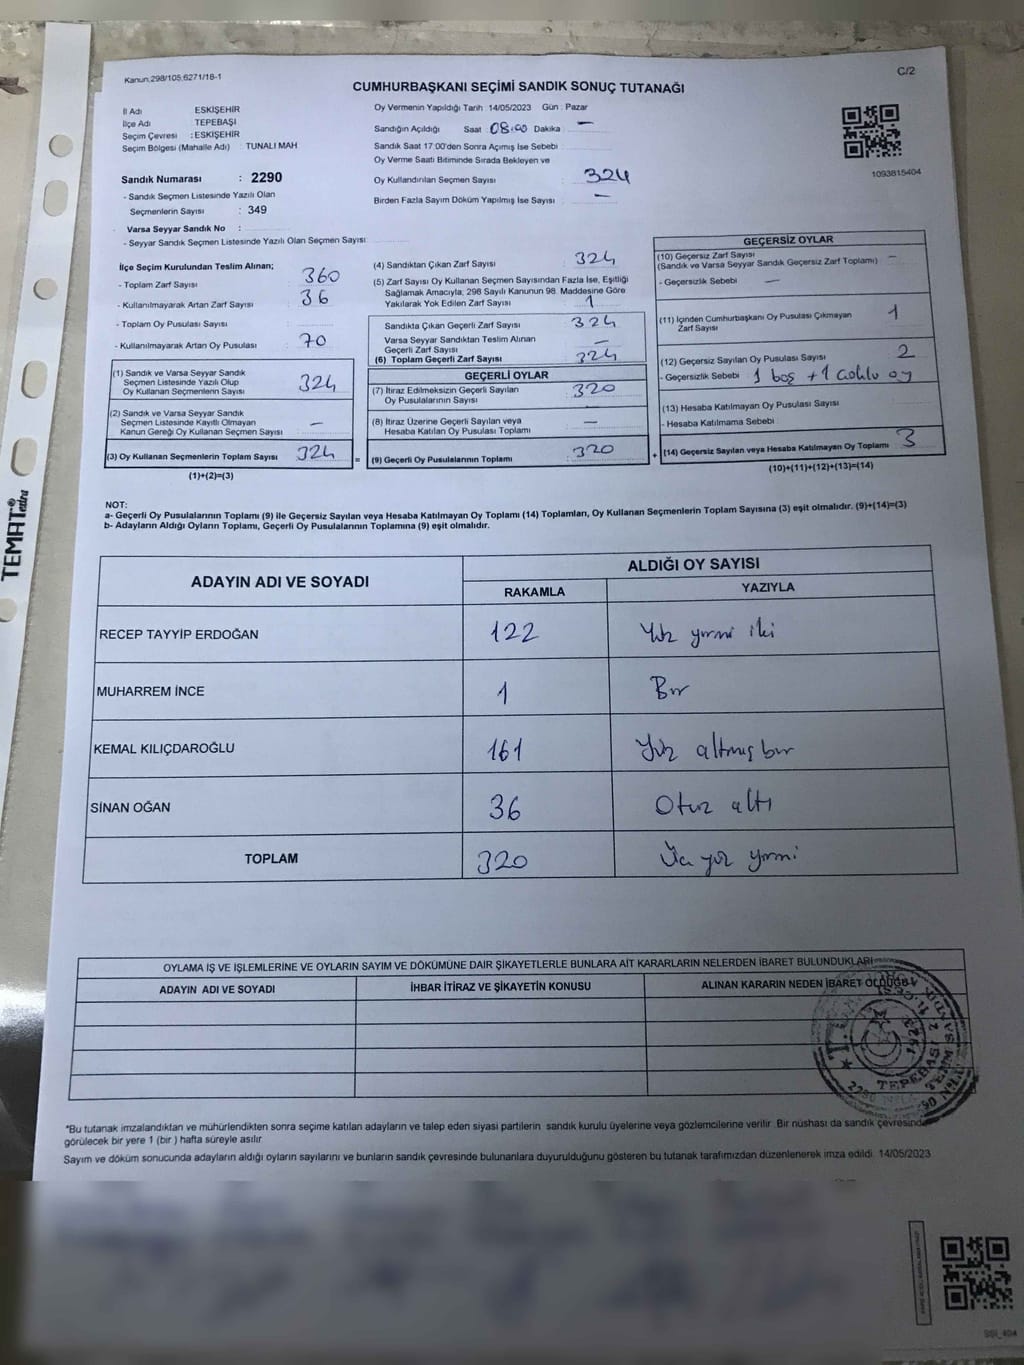 Kanun,298/105,6271/18-1
C/2
CUMHURBAŞKANI SEÇİMİ SANDIK SONUÇ TUTANAĞI
İl Adı ESKİŞEHİR
İlçe Adı TEPEBAŞI
Seçim Çevresi : ESKİŞEHİR
Seçim Bölgesi (Mahalle Adı) : TUNALI MAH
Sandık Numarası : 2290
- Sandık Seçmen Listesinde Yazılı Olan
Seçmenlerin Sayısı : 349
Varsa Seyyar Sandık No :
- Seyyar Sandık Seçmen Listesinde Yazılı Olan Seçmen Sayısı:
Oy Vermenin Yapıldığı Tarih 14/05/2023 Gün : Pazar
Sandığın Açıldığı Saat : 08:00 Dakika : —
Sandık Saat 17:00'den Sonra Açımış İse Sebebi :
Oy Verme Saati Bitiminde Sırada Bekleyen ve
Oy Kullandırılan Seçmen Sayısı : 324
Birden Fazla Sayım Döküm Yapılmış İse Sayısı : —
1093815404
İlçe Seçim Kurulundan Teslim Alınan;
- Toplam Zarf Sayısı : 360
- Kullanılmayarak Artan Zarf Sayısı : 36
- Toplam Oy Pusulası Sayısı :
- Kullanılmayarak Artan Oy Pusulası : 70
(1) Sandık ve Varsa Seyyar Sandık
Seçmen Listesinde Yazılı Olup
Oy Kullanan Seçmenlerin Sayısı : 324
(2) Sandık ve Varsa Seyyar Sandık
Seçmen Listesinde Kayıtlı Olmayan
Kanun Gereği Oy Kullanan Seçmen Sayısı : —
(3) Oy Kullanan Seçmenlerin Toplam Sayısı : 324
(1)+(2)=(3)
(4) Sandıktan Çıkan Zarf Sayısı : 324
(5) Zarf Sayısı Oy Kullanan Seçmen Sayısından Fazla İse, Eşitliği
Sağlamak Amacıyla, 298 Sayılı Kanunun 98. Maddesine Göre
Yakılarak Yok Edilen Zarf Sayısı : 1
Sandıkta Çıkan Geçerli Zarf Sayısı : 324
Varsa Seyyar Sandıktan Teslim Alınan
Geçerli Zarf Sayısı : —
(6) Toplam Geçerli Zarf Sayısı : 324
GEÇERLİ OYLAR
(7) İtiraz Edilmeksizin Geçerli Sayılan
Oy Pusulalarının Sayısı : 320
(8) İtiraz Üzerine Geçerli Sayılan veya
Hesaba Katılan Oy Pusulası Toplamı : —
= (9) Geçerli Oy Pusulalarının Toplamı : 320
GEÇERSİZ OYLAR
(10) Geçersiz Zarf Sayısı
(Sandık ve Varsa Seyyar Sandık Geçersiz Zarf Toplamı) : —
- Geçersizlik Sebebi : —
(11) İçinden Cumhurbaşkanı Oy Pusulası Çıkmayan
Zarf Sayısı : 1
(12) Geçersiz Sayılan Oy Pusulası Sayısı : 2
- Geçersizlik Sebebi : 1 boş + 1 çoklu oy
(13) Hesaba Katılmayan Oy Pusulası Sayısı :
- Hesaba Katılmama Sebebi :
+ (14) Geçersiz Sayılan veya Hesaba Katılmayan Oy Toplamı : 3
(10)+(11)+(12)+(13)=(14)
NOT:
a- Geçerli Oy Pusulalarının Toplamı (9) ile Geçersiz Sayılan veya Hesaba Katılmayan Oy Toplamı (14) Toplamları, Oy Kullanan Seçmenlerin Toplam Sayısına (3) eşit olmalıdır. (9)+(14)=(3)
b- Adayların Aldığı Oyların Toplamı, Geçerli Oy Pusulalarının Toplamına (9) eşit olmalıdır.
ADAYIN ADI VE SOYADI
ALDIĞI OY SAYISI
RAKAMLA YAZIYLA
RECEP TAYYİP ERDOĞAN 122 Yüz yirmi iki
MUHARREM İNCE 1 Bir
KEMAL KILIÇDAROĞLU 161 Yüz altmış bir
SİNAN OĞAN 36 Otuz altı
TOPLAM 320 Üç yüz yirmi
OYLAMA İŞ VE İŞLEMLERİNE VE OYLARIN SAYIM VE DÖKÜMÜNE DAİR ŞİKAYETLERLE BUNLARA AİT KARARLARIN NELERDEN İBARET BULUNDUKLARI
ADAYIN ADI VE SOYADI İHBAR İTİRAZ VE ŞİKAYETİN KONUSU ALINAN KARARIN NEDEN İBARET OLDUĞU
TEPEBAŞI
*Bu tutanak imzalandıktan ve mühürlendikten sonra seçime katılan adayların ve talep eden siyasi partilerin sandık kurulu üyelerine veya gözlemcilerine verilir. Bir nüshası da sandık çevresinde
görülecek bir yere 1 (bir ) hafta süreyle asılır.
Sayım ve döküm sonucunda adayların aldığı oyların sayılarını ve bunların sandık çevresinde bulunanlara duyurulduğunu gösteren bu tutanak tarafımızdan düzenlenerek imza edildi. 14/05/2023
TEMAT® extra